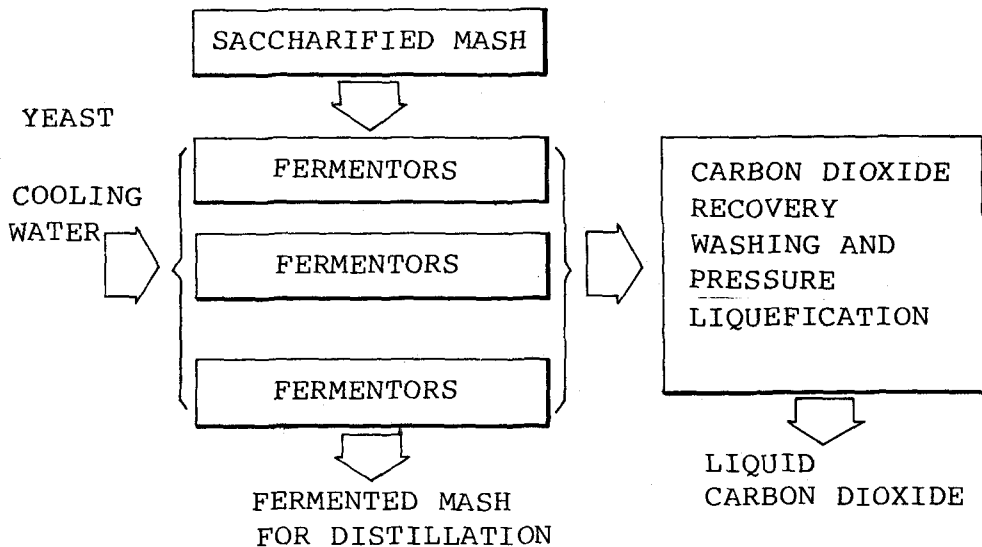 SACCHARIFIED MASH
YEAST
COOLING
WATER
FERMENTORS
FERMENTORS
FERMENTORS
CARBON DIOXIDE
RECOVERY
WASHING AND
PRESSURE
LIQUEFICATION
FERMENTED MASH
FOR DISTILLATION
LIQUID
CARBON DIOXIDE